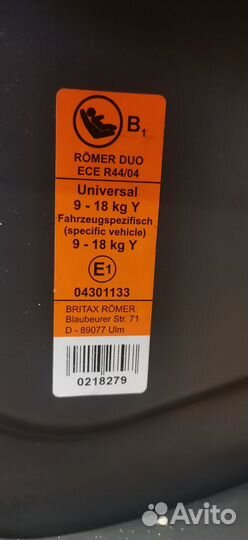 B1
RÖMER DUO
ECE R44/04
Universal
9 - 18 kg Y
Fahrzeugspezifisch
(specific vehicle)
9 - 18 kg Y
E1
04301133
BRITAX RÖMER
Blaubeurer Str. 71
D - 89077 Ulm
0218279
Avito